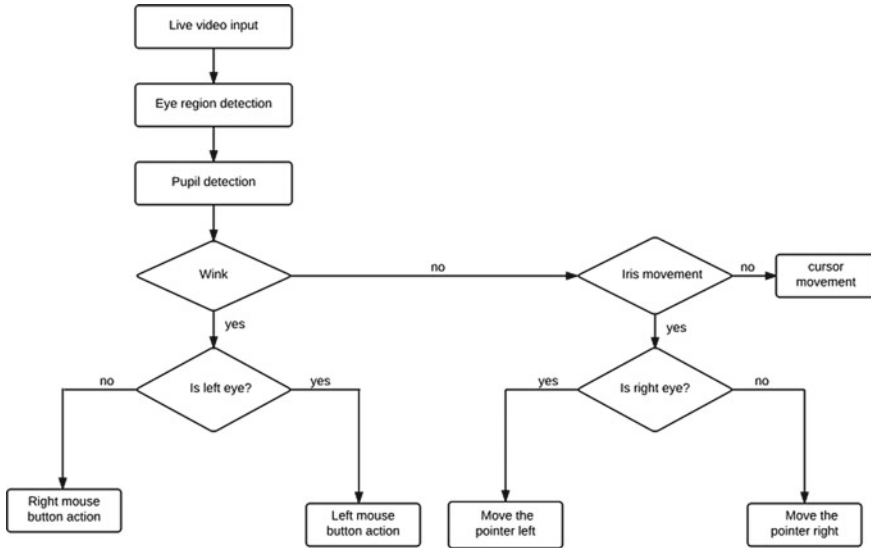 Live video input
Eye region detection
Pupil detection
Wink
no
Iris movement
no
cursor
movement
yes
yes
no
Is left eye?
yes
yes
Is right eye?
no
Right mouse
button action
Left mouse
button action
Move the
pointer left
Move the
pointer right